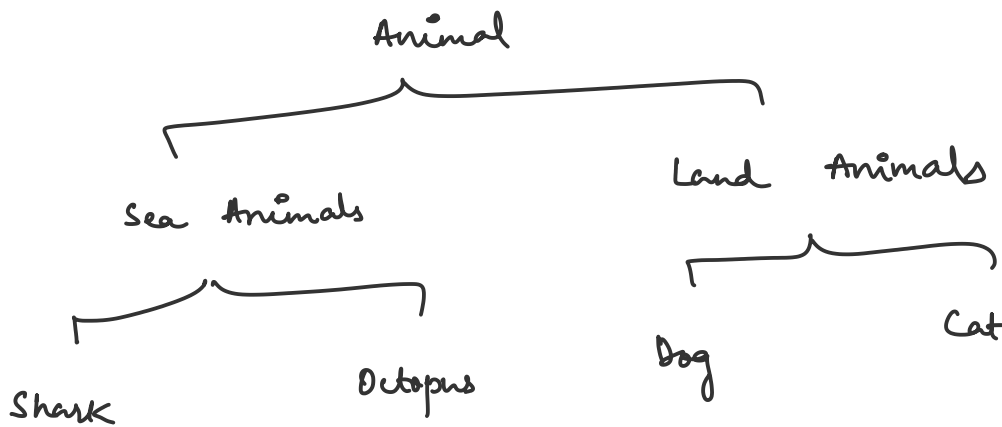 Animal
Sea Animals
Land Animals
Shark
Octopus
Dog
Cat